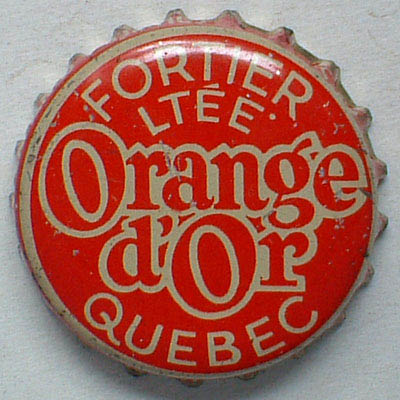 FORTIER
LTÉE
Orange
d'Or
QUEBEC